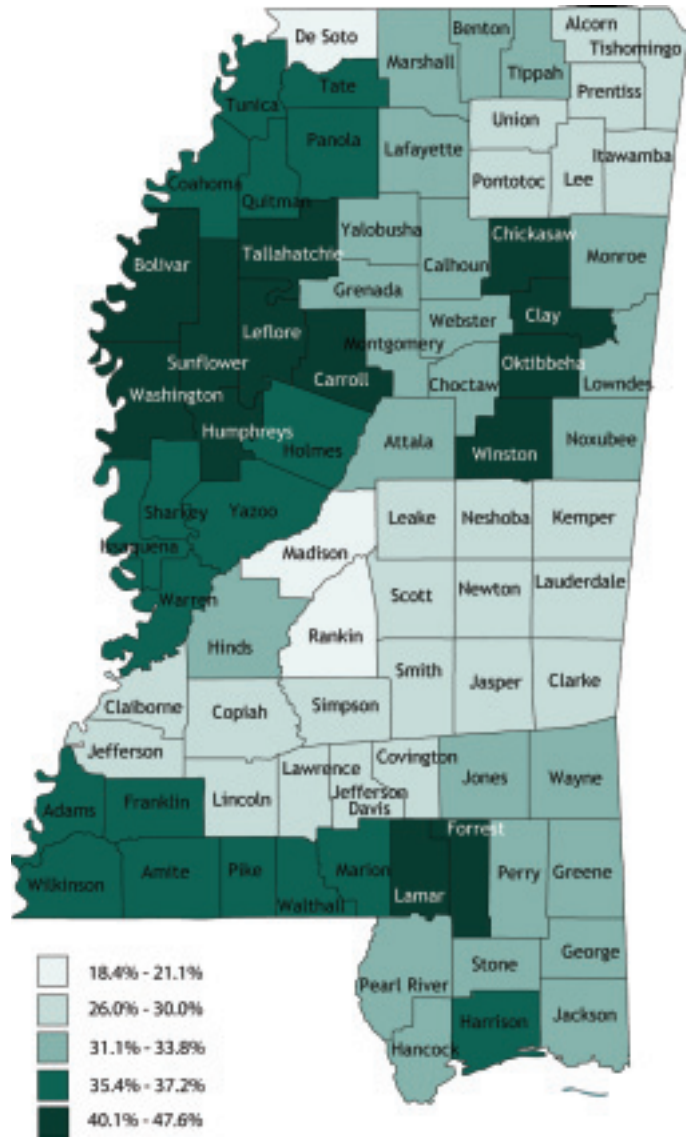 De Soto
Alcorn
Tishomingo
Benton
Marshall
Tippah
Tate
Tunica
Prentiss
Union
Panola
Lafayette
Itawamba
Coahoma
Quitman
Pontotoc
Lee
Yalobusha
Chickasaw
Tallahatchie
Bolivar
Calhoun
Monroe
Grenada
Clay
Webster
Leflore
Montgomery
Sunflower
Oktibbeha
Carroll
Choctaw
Lowndes
Washington
Humphreys
Holmes
Attala
Winston
Noxubee
Sharkey
Yazoo
Leake
Neshoba
Kemper
Issaquena
Madison
Warren
Scott
Newton
Lauderdale
Hinds
Rankin
Smith
Jasper
Clarke
Claiborne
Copiah
Simpson
Jefferson
Covington
Lawrence
Jones
Wayne
Jefferson
Davis
Lincoln
Franklin
Adams
Forrest
Amite
Pike
Marion
Perry
Greene
Wilkinson
Lamar
Walthall
George
Stone
Pearl River
Harrison
Jackson
Hancock
18.4% - 21.1%
26.0% - 30.0%
31.1% - 33.8%
35.4% - 37.2%
40.1% - 47.6%